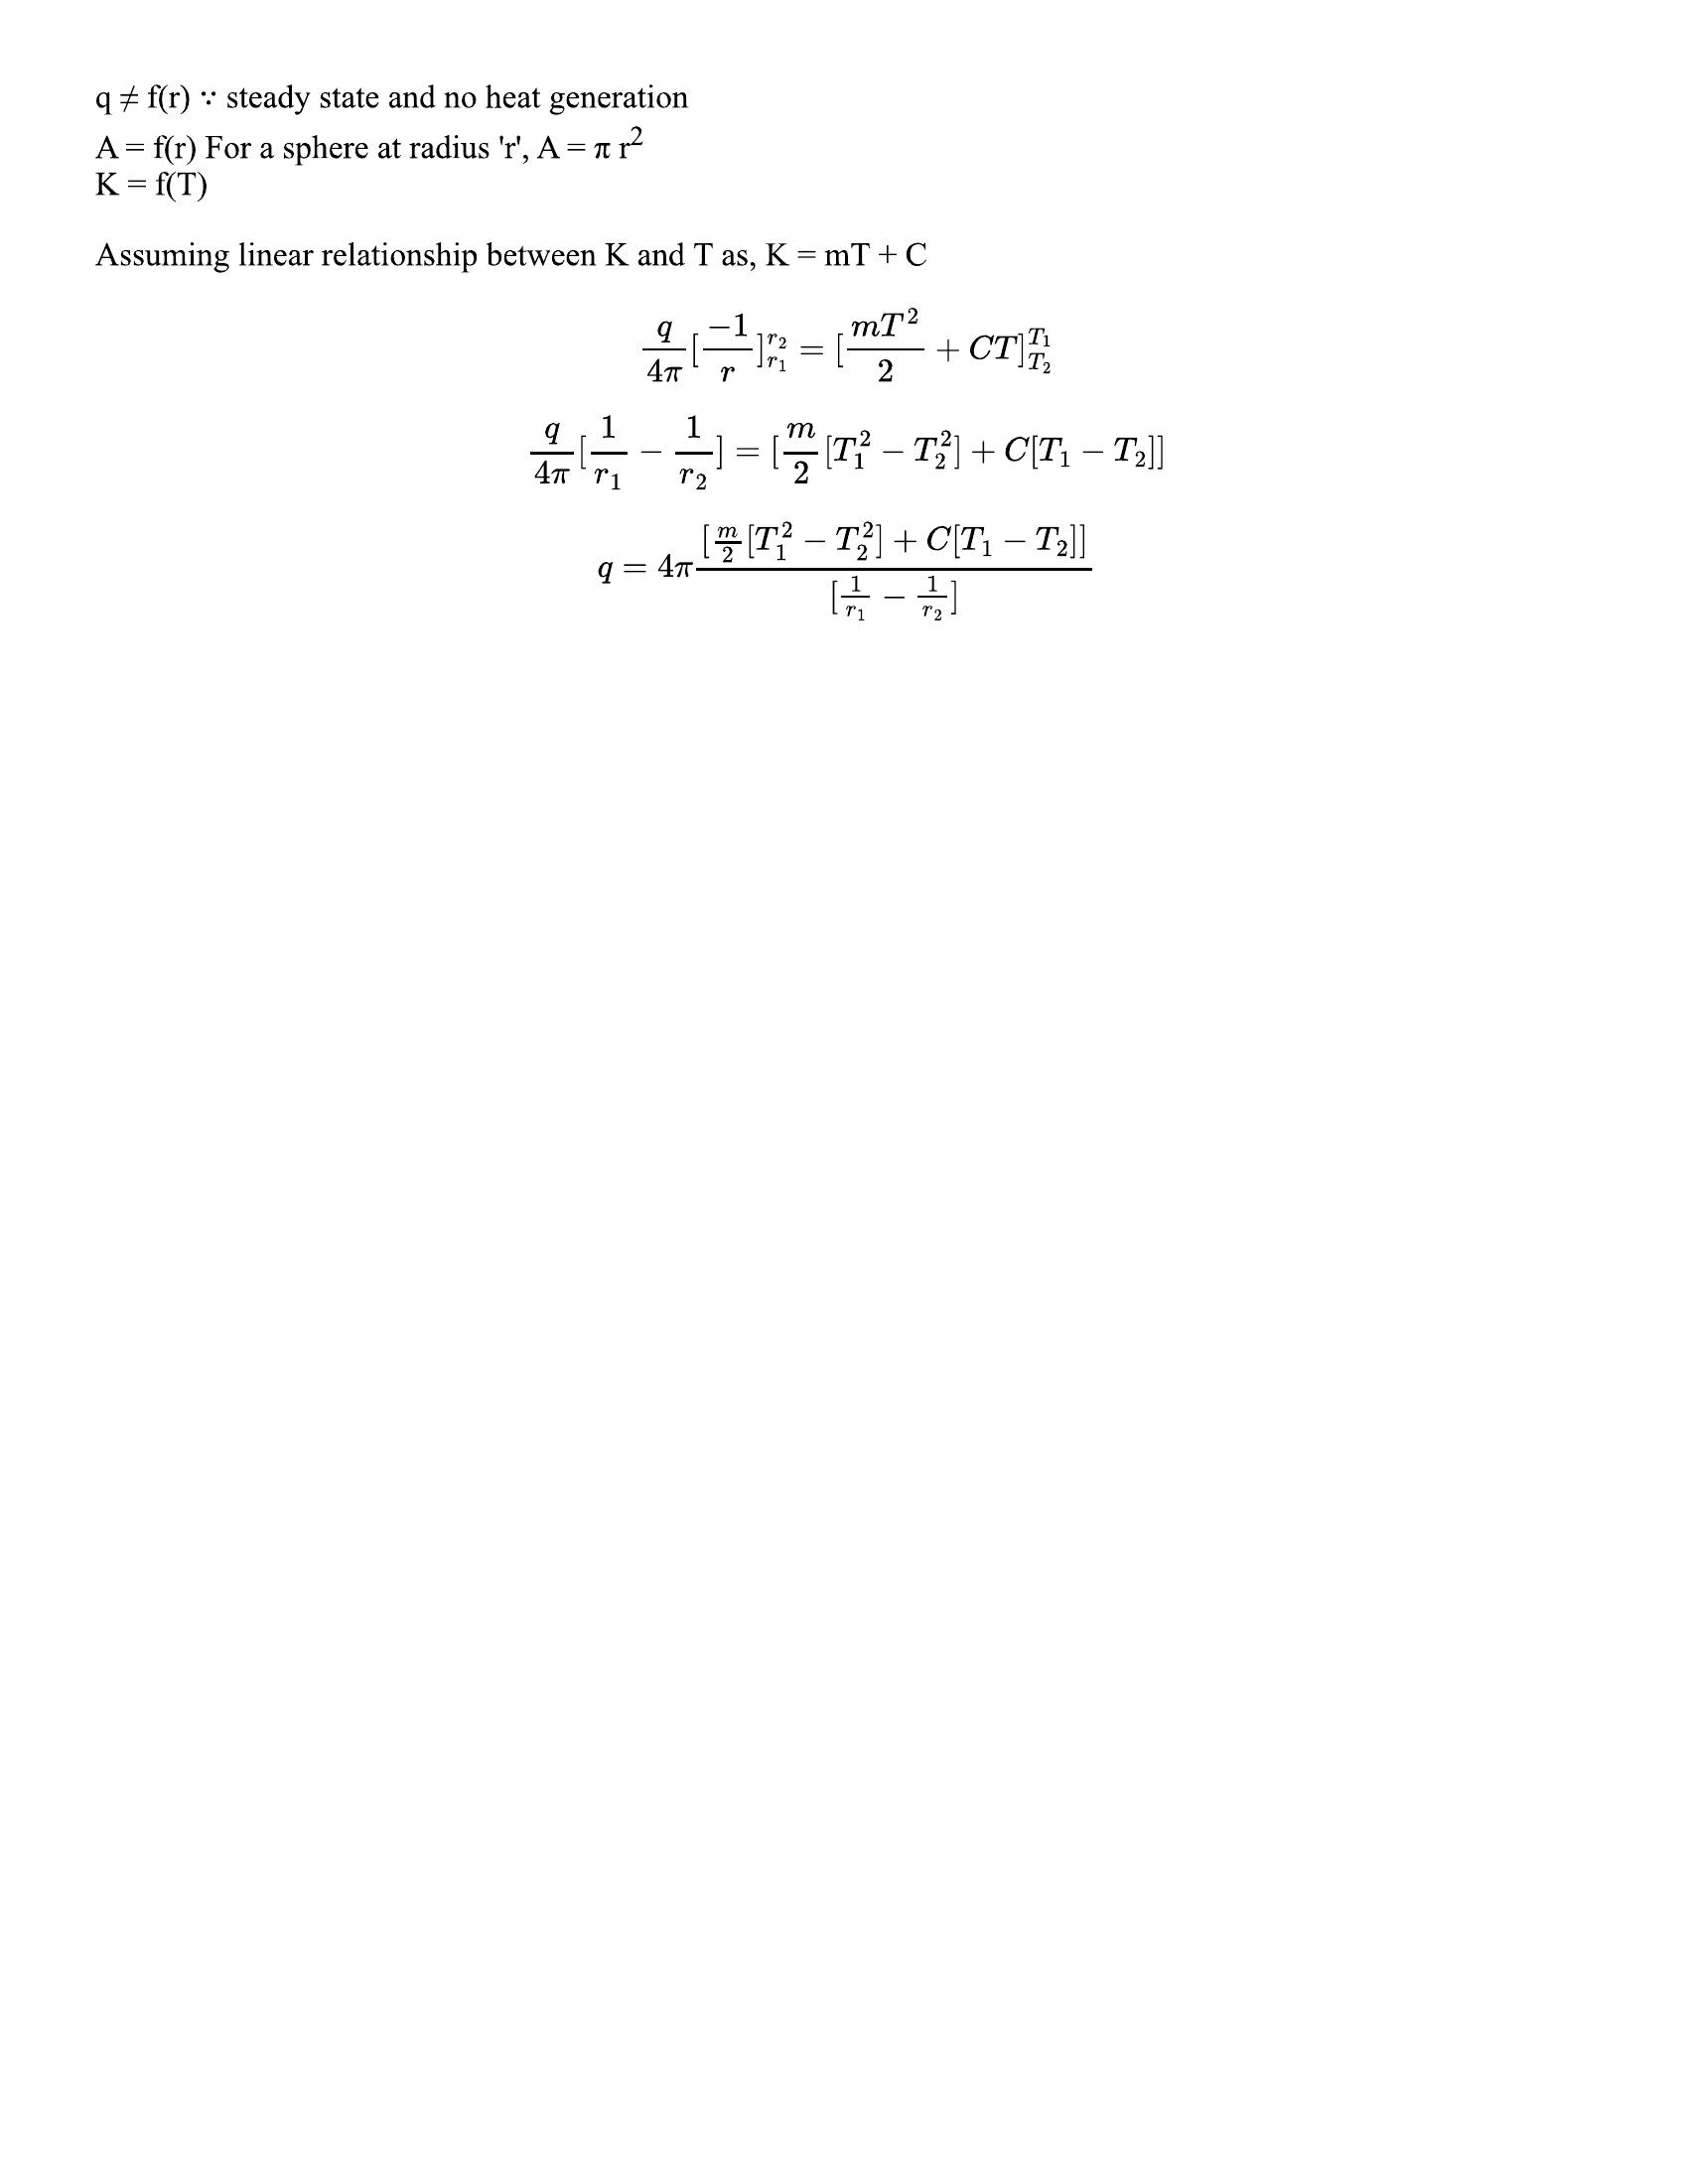 q ≠ f(r) ∵ steady state and no heat generation
A = f(r) For a sphere at radius 'r', A = π r^2
K = f(T)
Assuming linear relationship between K and T as, K = mT + C
\frac{q}{4\pi}[\frac{-1}{r}]_{r_1}^{r_2} = [\frac{mT^2}{2} + CT]_{T_2}^{T_1}
\frac{q}{4\pi}[\frac{1}{r_1} - \frac{1}{r_2}] = [\frac{m}{2}[T_1^2 - T_2^2] + C[T_1 - T_2]]
q = 4\pi\frac{[\frac{m}{2}[T_1^2 - T_2^2] + C[T_1 - T_2]]}{[\frac{1}{r_1} - \frac{1}{r_2}]}